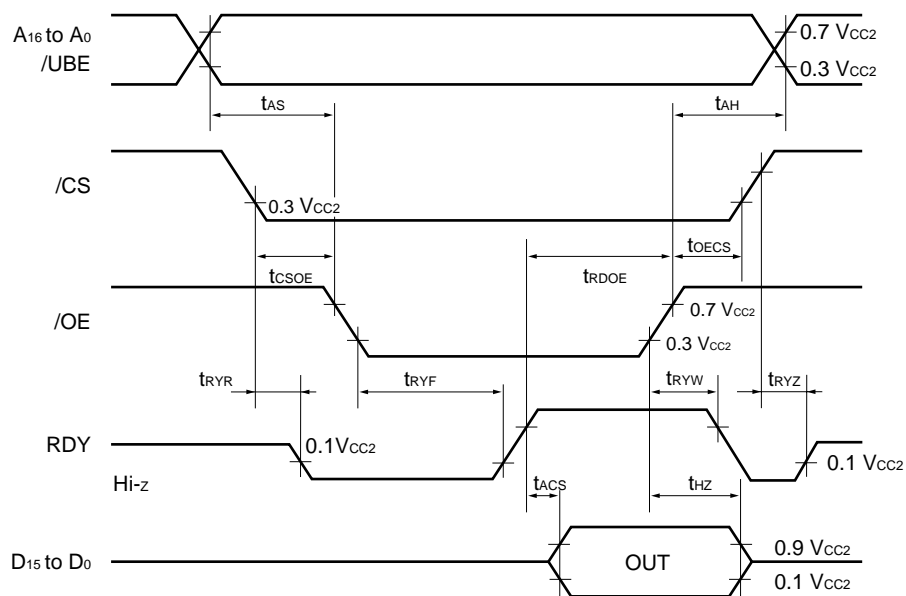 A16 to A0
/UBE
0.7 VCC2
0.3 VCC2
tAS
tAH
/CS
0.3 VCC2
tCSOE
tRDOE
tOECS
/OE
0.7 VCC2
0.3 VCC2
tRYR
tRYF
tRYW
tRYZ
RDY
0.1VCC2
0.1 VCC2
Hi-Z
tACS
tHZ
D15 to D0
OUT
0.9 VCC2
0.1 VCC2